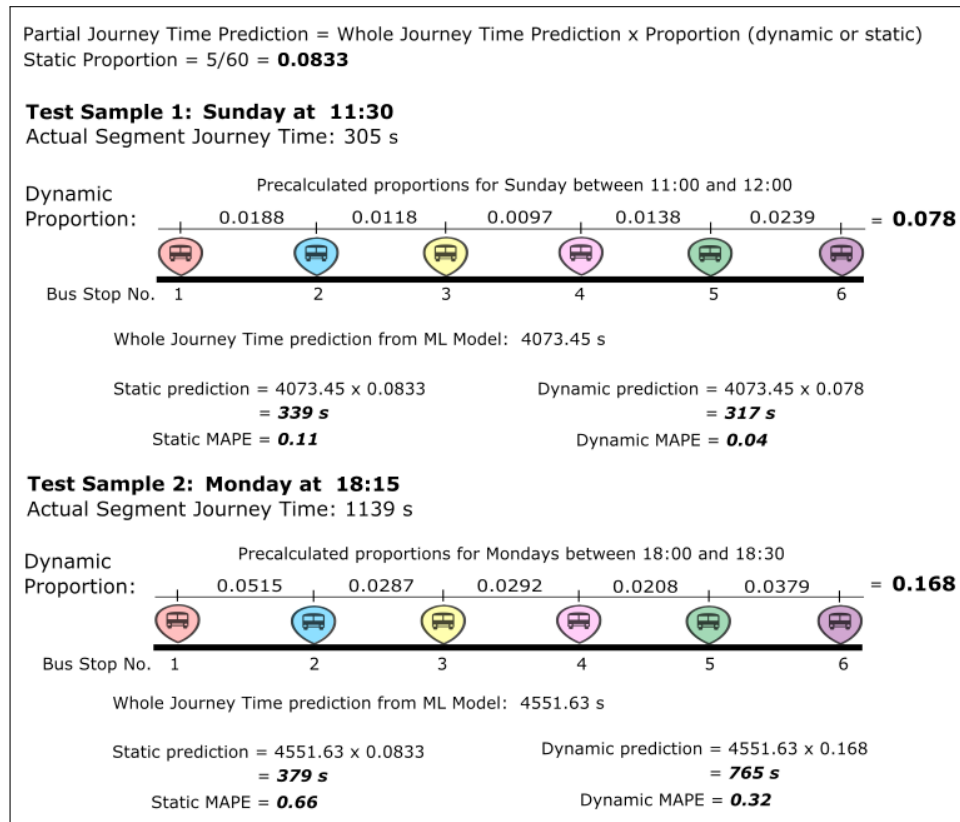 Partial Journey Time Prediction = Whole Journey Time Prediction x Proportion (dynamic or static)
Static Proportion = 5/60 = 0.0833
Test Sample 1: Sunday at 11:30
Actual Segment Journey Time: 305 s
Precalculated proportions for Sunday between 11:00 and 12:00
Dynamic
Proportion: 0.0188 0.0118 0.0097 0.0138 0.0239 = 0.078
Bus Stop No. 1 2 3 4 5 6
Whole Journey Time prediction from ML Model: 4073.45 s
Static prediction = 4073.45 x 0.0833
= 339 s
Static MAPE = 0.11
Dynamic prediction = 4073.45 x 0.078
= 317 s
Dynamic MAPE = 0.04
Test Sample 2: Monday at 18:15
Actual Segment Journey Time: 1139 s
Precalculated proportions for Mondays between 18:00 and 18:30
Dynamic
Proportion: 0.0515 0.0287 0.0292 0.0208 0.0379 = 0.168
Bus Stop No. 1 2 3 4 5 6
Whole Journey Time prediction from ML Model: 4551.63 s
Static prediction = 4551.63 x 0.0833
= 379 s
Static MAPE = 0.66
Dynamic prediction = 4551.63 x 0.168
= 765 s
Dynamic MAPE = 0.32